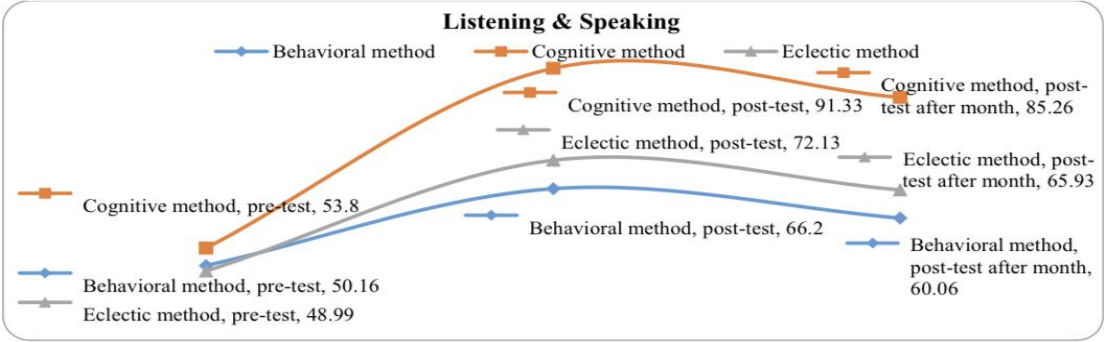 Listening & Speaking
Behavioral method
Cognitive method
Eclectic method
Cognitive method, post-
test after month, 85.26
Cognitive method, post-test, 91.33
Eclectic method, post-test, 72.13
Eclectic method, post-
test after month, 65.93
Cognitive method, pre-test, 53.8
Behavioral method, post-test, 66.2
Behavioral method,
post-test after month,
60.06
Behavioral method, pre-test, 50.16
Eclectic method, pre-test, 48.99